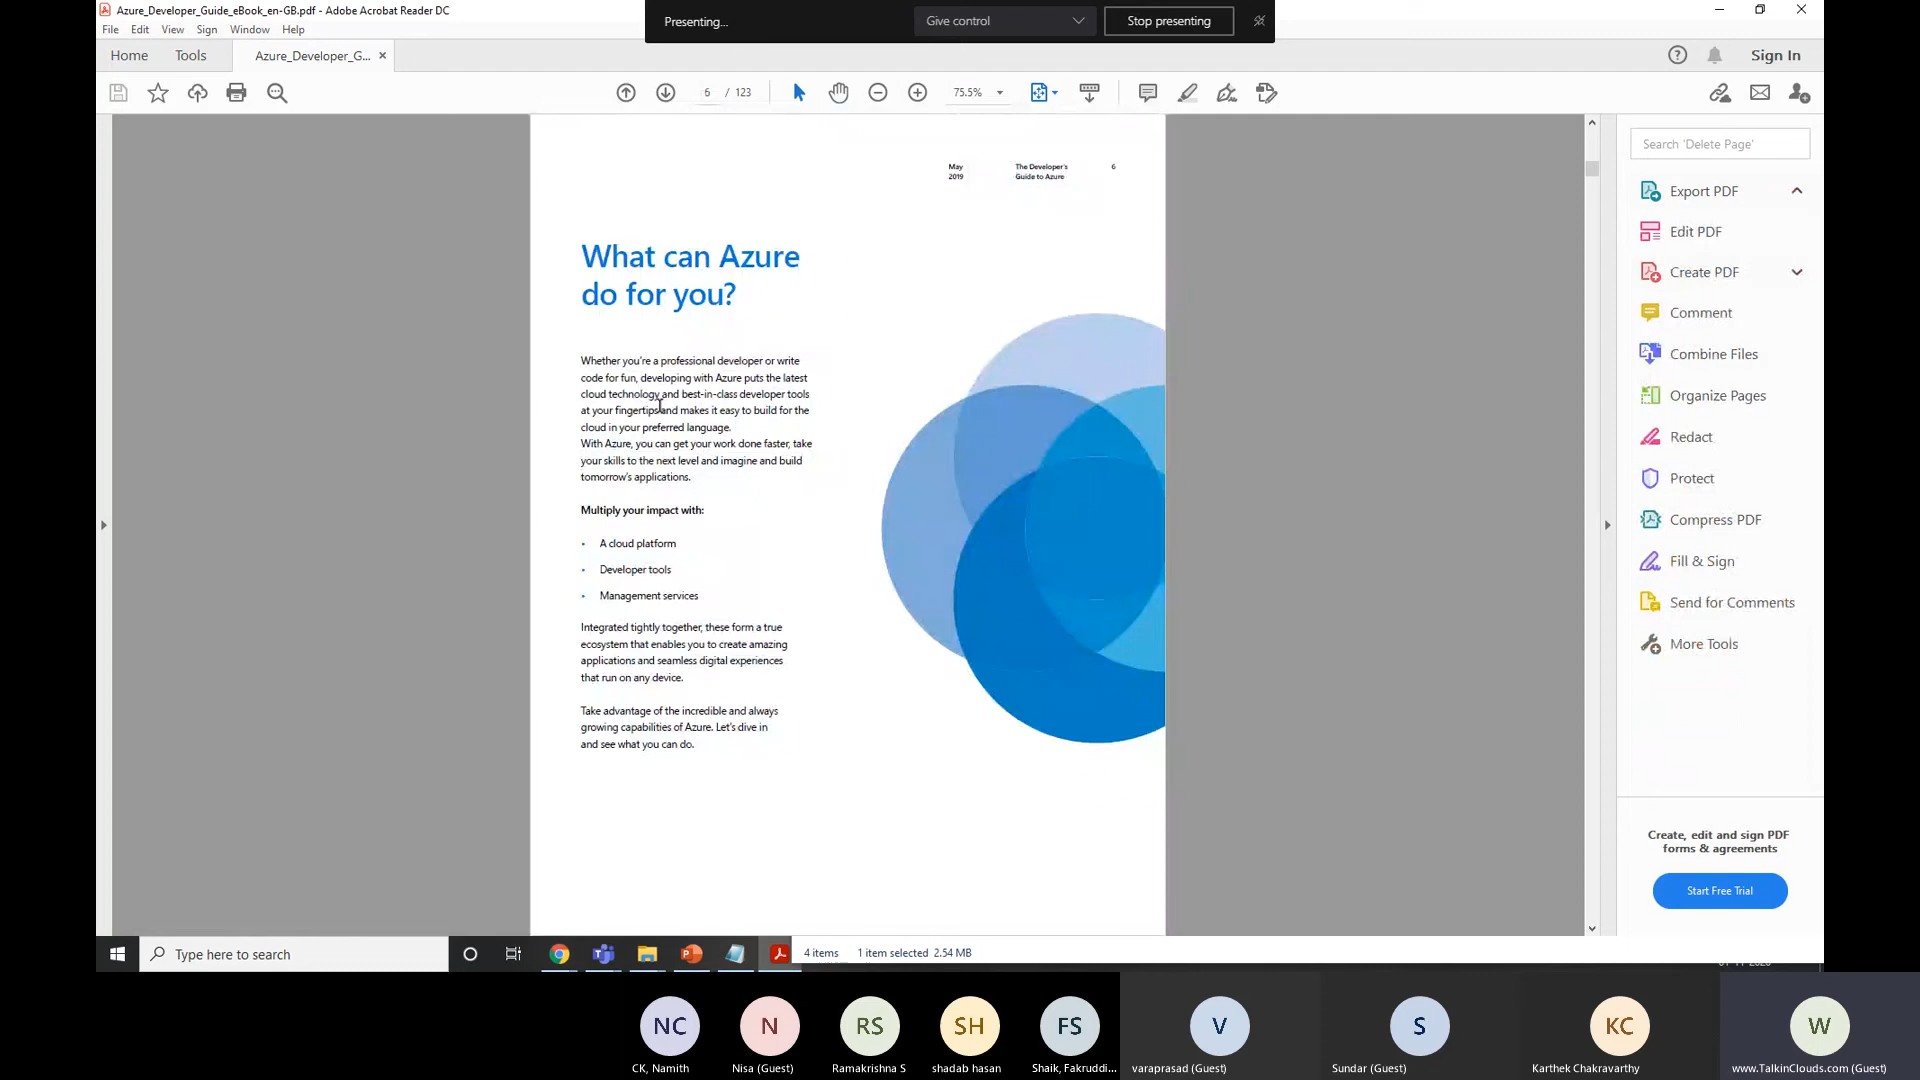 Azure_Developer_Guide_eBook_en-GB.pdf - Adobe Acrobat Reader DC
File Edit View Sign Window Help
Presenting...
Give control
Stop presenting
Home Tools Azure_Developer_G...
Sign In
6 / 123
75.5%
May
2019
The Developer's
Guide to Azure
6
What can Azure
do for you?
Whether you're a professional developer or write
code for fun, developing with Azure puts the latest
cloud technology and best-in-class developer tools
at your fingertips and makes it easy to build for the
cloud in your preferred language.
With Azure, you can get your work done faster, take
your skills to the next level and imagine and build
tomorrow's applications.
Multiply your impact with:
• A cloud platform
• Developer tools
• Management services
Integrated tightly together, these form a true
ecosystem that enables you to create amazing
applications and seamless digital experiences
that run on any device.
Take advantage of the incredible and always
growing capabilities of Azure. Let's dive in
and see what you can do.
Search 'Delete Page'
Export PDF
Edit PDF
Create PDF
Comment
Combine Files
Organize Pages
Redact
Protect
Compress PDF
Fill & Sign
Send for Comments
More Tools
Create, edit and sign PDF
forms & agreements
Start Free Trial
Type here to search
4 items 1 item selected 2.54 MB
NC
CK, Namith
N
Nisa (Guest)
RS
Ramakrishna S
SH
shadab hasan
FS
Shaik, Fakruddi...
V
varaprasad (Guest)
S
Sundar (Guest)
KC
Karthek Chakravarthy
W
www.TalkinClouds.com (Guest)